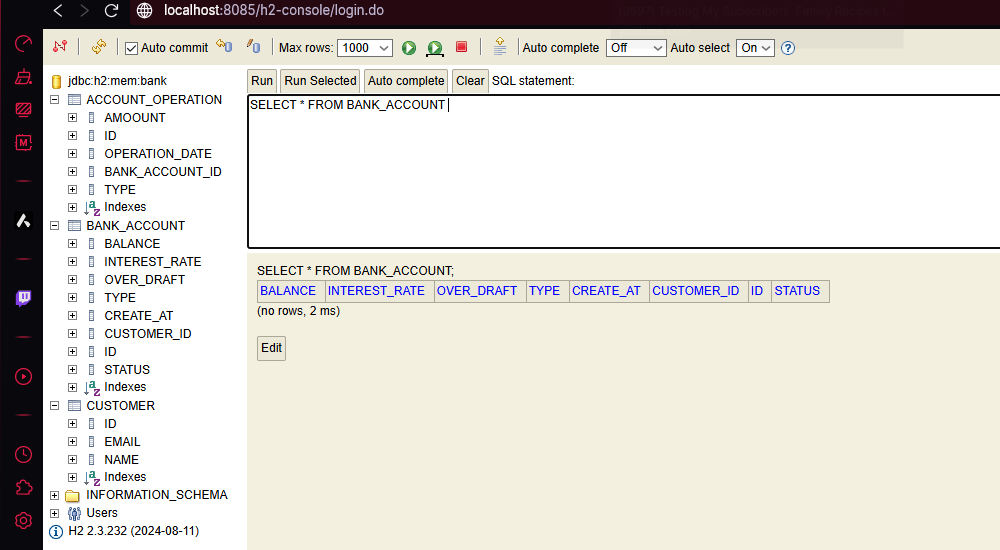 localhost:8085/h2-console/login.do
Auto commit Max rows: 1000 Auto complete Off Auto select On ?
jdbc:h2:mem:bank
ACCOUNT_OPERATION
AMOOUNT
ID
OPERATION_DATE
BANK_ACCOUNT_ID
TYPE
Indexes
BANK_ACCOUNT
BALANCE
INTEREST_RATE
OVER_DRAFT
TYPE
CREATE_AT
CUSTOMER_ID
ID
STATUS
Indexes
CUSTOMER
ID
EMAIL
NAME
Indexes
INFORMATION_SCHEMA
Users
H2 2.3.232 (2024-08-11)
Run Run Selected Auto complete Clear SQL statement:
SELECT * FROM BANK_ACCOUNT
SELECT * FROM BANK_ACCOUNT;
BALANCE INTEREST_RATE OVER_DRAFT TYPE CREATE_AT CUSTOMER_ID ID STATUS
(no rows, 2 ms)
Edit